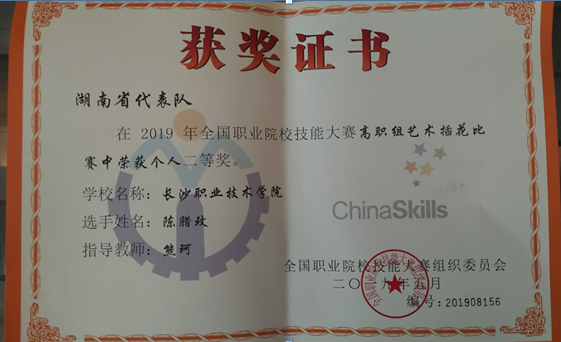 获奖证书
湖南省代表队
在 2019 年全国职业院校技能大赛高职组艺术插花比
赛中荣获个人二等奖。
学校名称：长沙职业技术学院
选手姓名：陈腊玫
指导教师：熊珂
ChinaSkills
全国职业院校技能大赛组织委员会
二〇一九年五月
编号：201908156